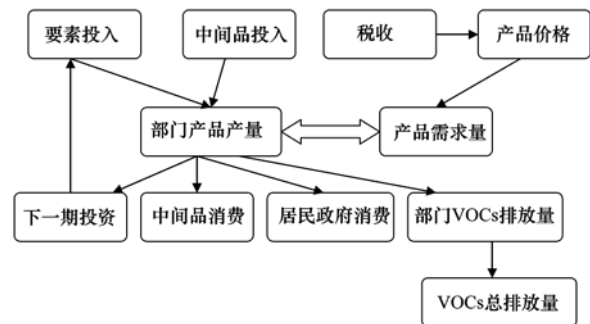 要素投入
中间品投入
税收
产品价格
部门产品产量
产品需求量
下一期投资
中间品消费
居民政府消费
部门VOCs排放量
VOCs总排放量